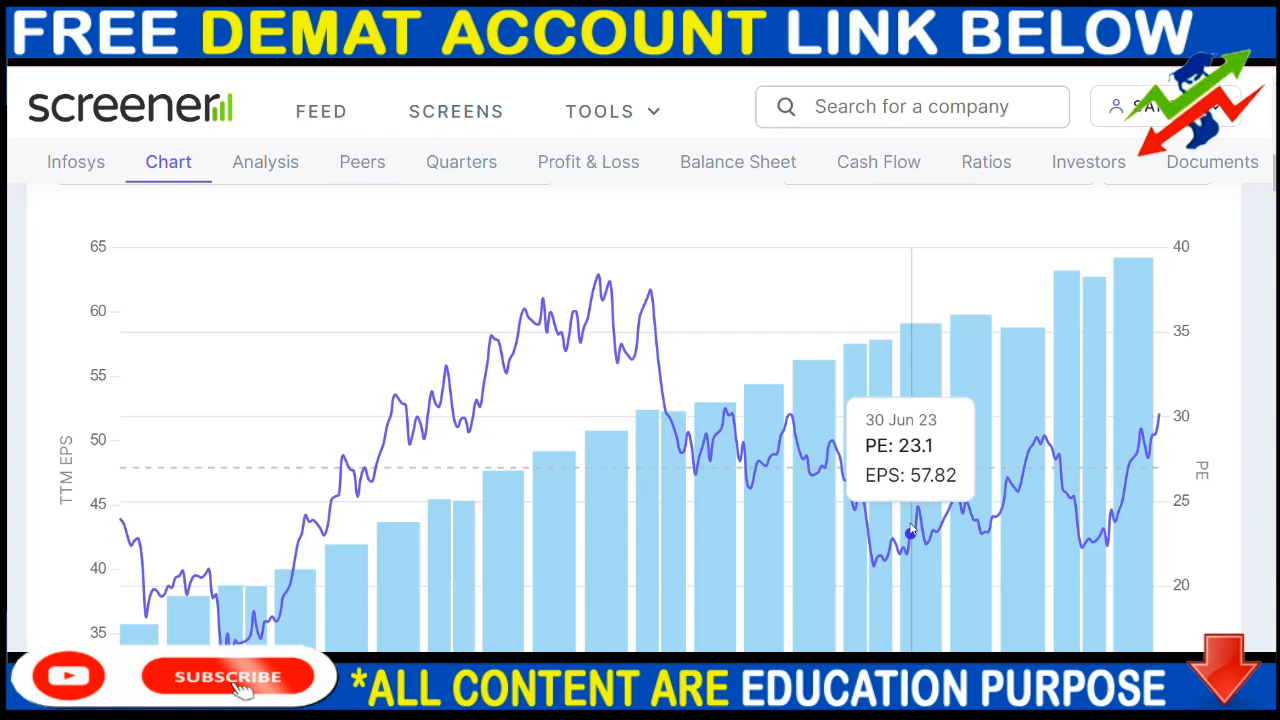 FREE DEMAT ACCOUNT LINK BELOW
screener
FEED SCREENS TOOLS
Search for a company
Infosys Chart Analysis Peers Quarters Profit & Loss Balance Sheet Cash Flow Ratios Investors Documents
65 40
60
35
55
30 Jun 23
30
PE: 23.1
50
EPS: 57.82
TTM EPS
PE
45 25
40
20
35
SUBSCRIBE
*ALL CONTENT ARE EDUCATION PURPOSE